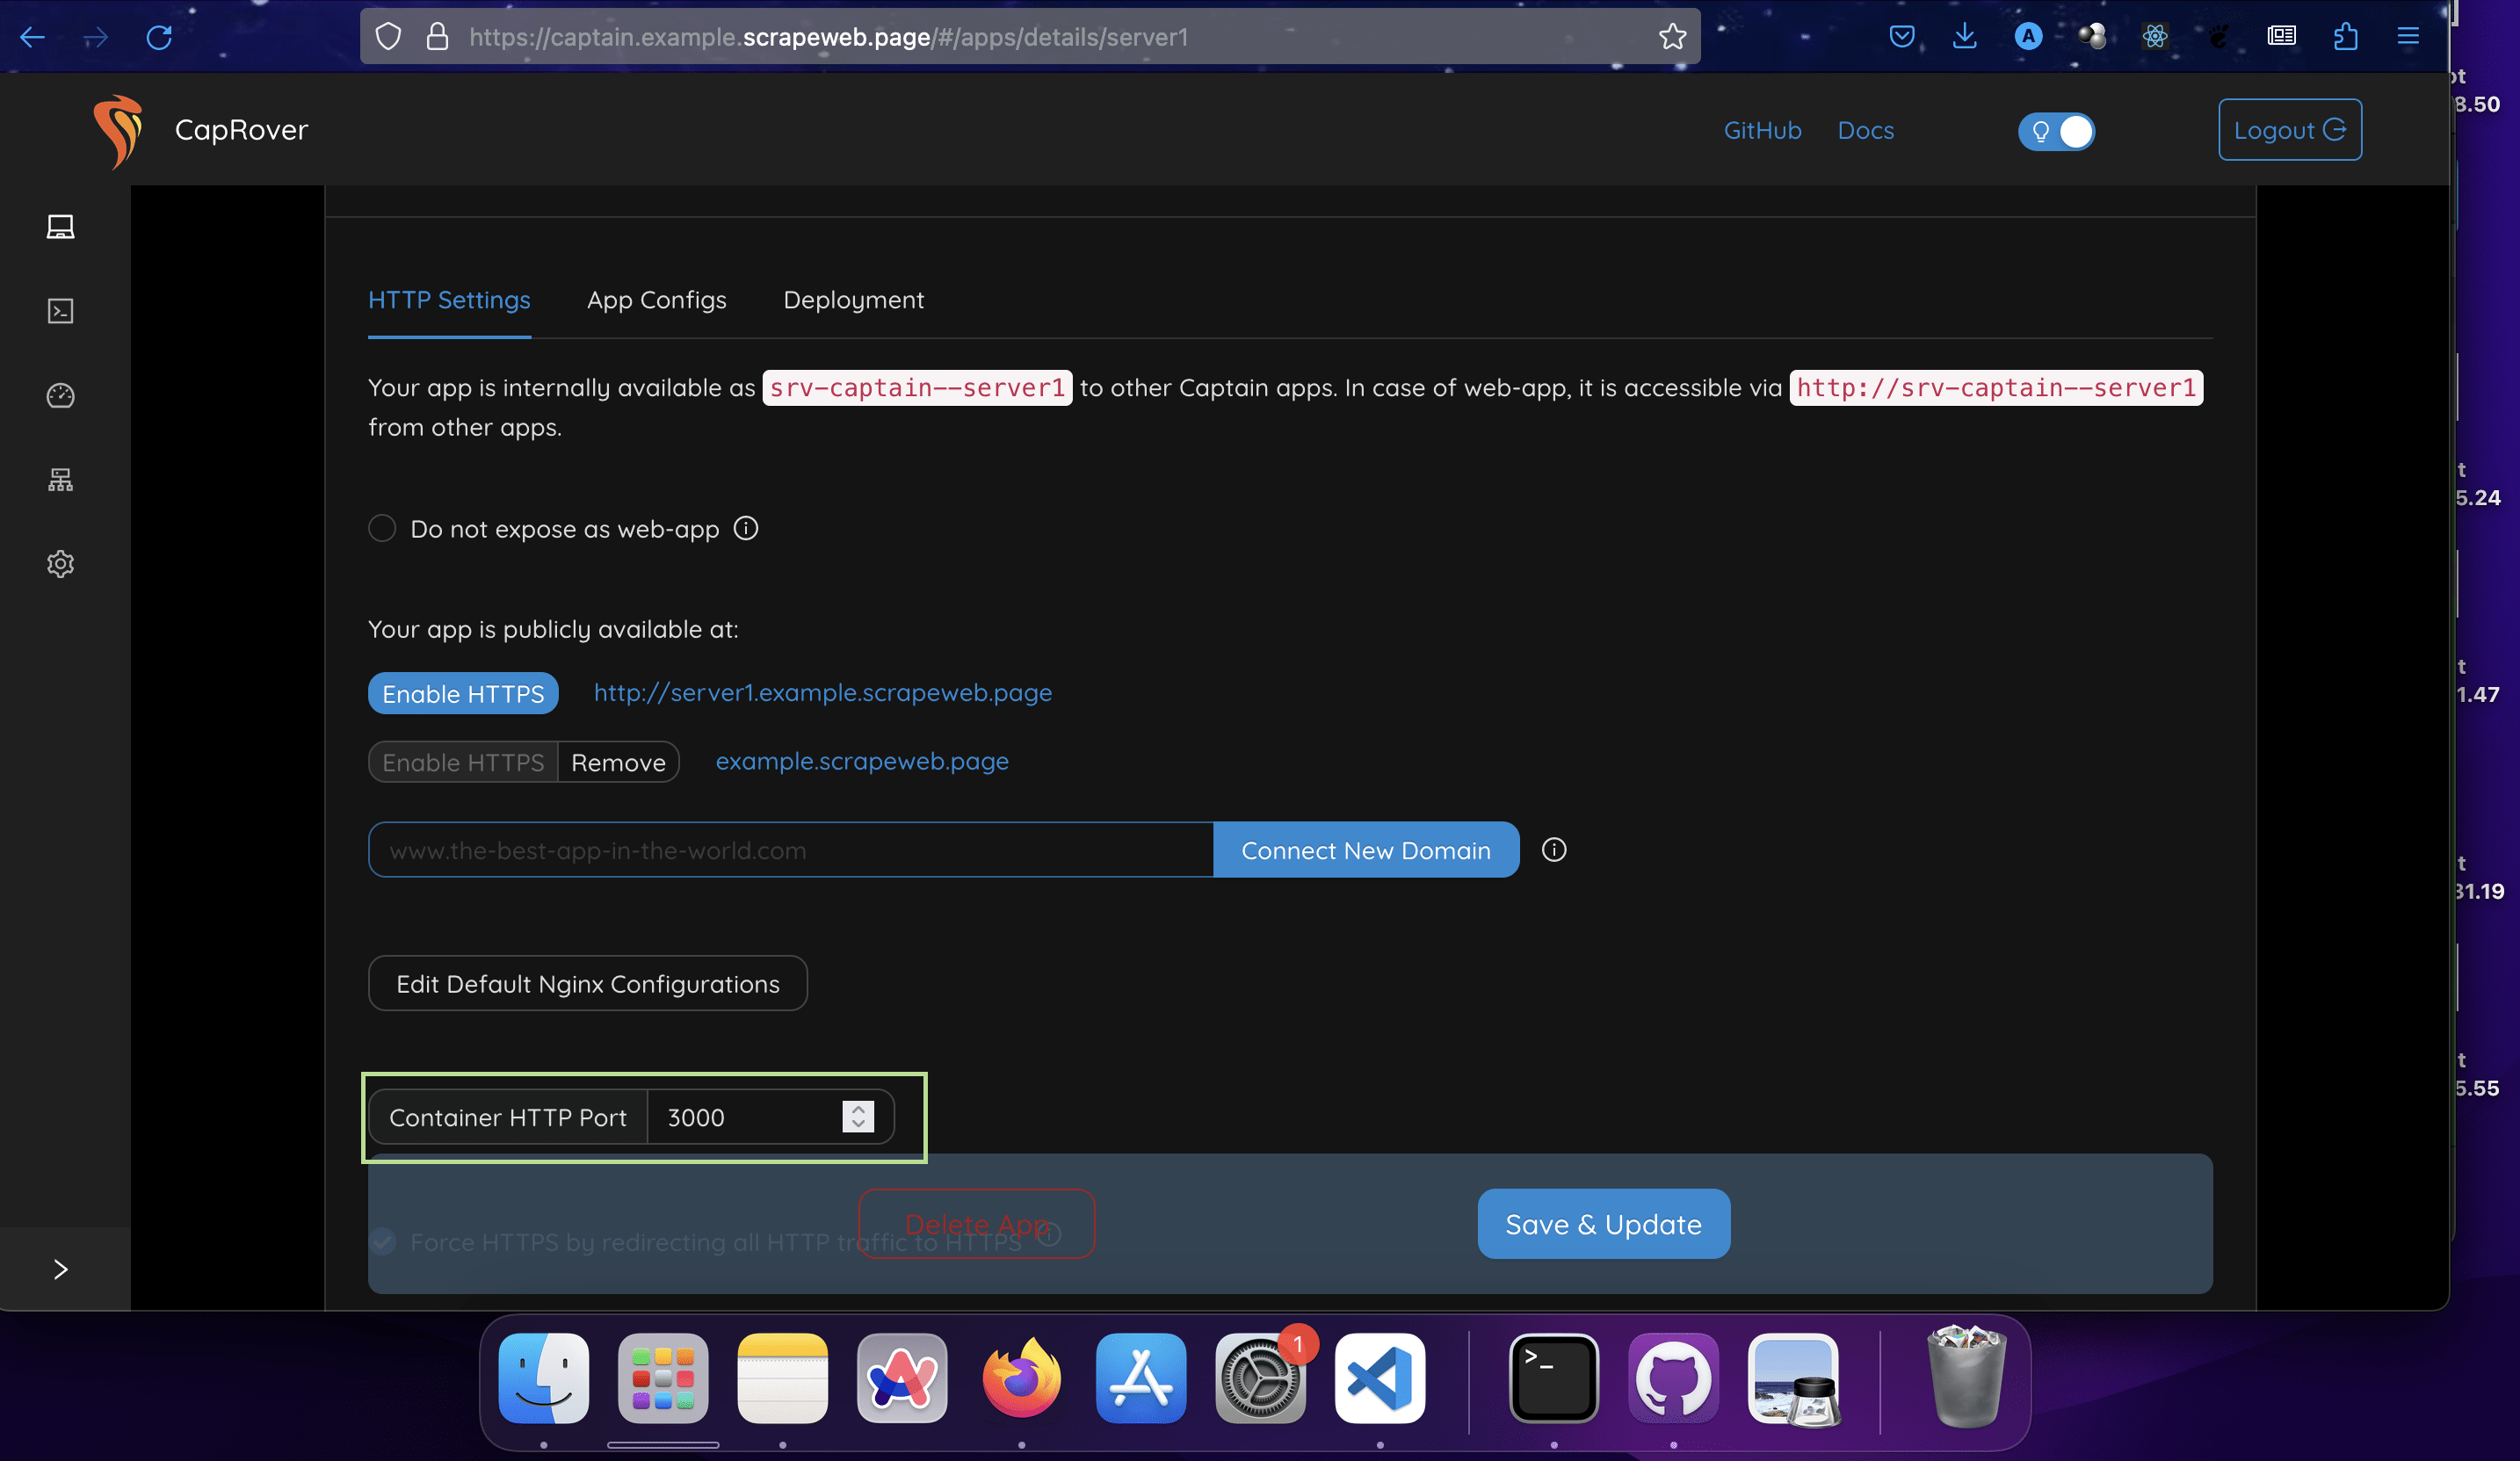 https://captain.example.scrapeweb.page/#/apps/details/server1
A
ot
8.50
CapRover
GitHub
Docs
Logout
HTTP Settings
App Configs
Deployment
Your app is internally available as srv-captain--server1 to other Captain apps. In case of web-app, it is accessible via http://srv-captain--server1
from other apps.
t
5.24
Do not expose as web-app
Your app is publicly available at:
t
1.47
Enable HTTPS
http://server1.example.scrapeweb.page
Enable HTTPS
Remove
example.scrapeweb.page
www.the-best-app-in-the-world.com
Connect New Domain
t
31.19
Edit Default Nginx Configurations
t
5.55
Container HTTP Port
3000
Delete App
Force HTTPS by redirecting all HTTP traffic to HTTPS
Save & Update
1
>_